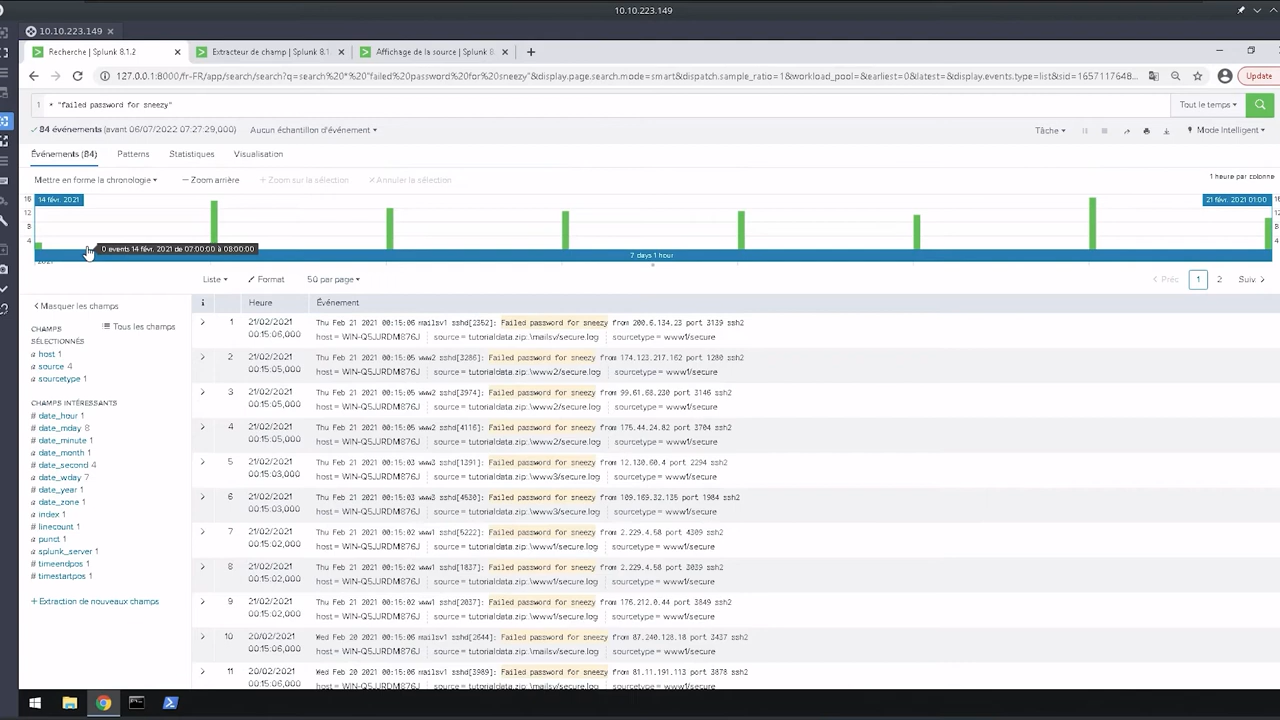 10.10.223.149
10.10.223.149
Recherche | Splunk 8.1.2
Extracteur de champ | Splunk 8.1.
Affichage de la source | Splunk 8.
127.0.0.1:8000/fr-FR/app/search/search?q=search%20*%20"failed%20password%20for%20sneezy"&display.page.search.mode=smart&dispatch.sample_ratio=1&workload_pool=&earliest=0&latest=&display.events.type=list&sid=1657117648...
Update
1 * "failed password for sneezy"
Tout le temps
84 événements (avant 06/07/2022 07:27:29,000)
Aucun échantillon d'événement
Tâche
Mode Intelligent
Événements (84)
Patterns
Statistiques
Visualisation
Mettre en forme la chronologie
— Zoom arrière
+ Zoom sur la sélection
× Annuler la sélection
1 heure par colonne
14 févr. 2021
21 févr. 2021 01:00
16
12
8
4
16
12
8
4
0 events 14 févr. 2021 de 07:00:00 à 08:00:00
7 days 1 hour
2021
Liste
Format
50 par page
< Préc
1
2
Suiv. >
< Masquer les champs
Tous les champs
i
Heure
Événement
CHAMPS
SÉLECTIONNÉS
a host 1
a source 4
a sourcetype 1
CHAMPS INTÉRESSANTS
# date_hour 1
# date_mday 8
# date_minute 1
a date_month 1
# date_second 4
a date_wday 7
# date_year 1
a date_zone 1
a index 1
# linecount 1
a punct 1
a splunk_server 1
# timeendpos 1
# timestartpos 1
+ Extraction de nouveaux champs
1 21/02/2021 Thu Feb 21 2021 00:15:06 mailsv1 sshd[2352]: Failed password for sneezy from 200.6.134.23 port 3139 ssh2
00:15:06,000 host = WIN-Q5JJRDM876J source = tutorialdata.zip:\mailsv/secure.log sourcetype = www1/secure
2 21/02/2021 Thu Feb 21 2021 00:15:05 www2 sshd[3286]: Failed password for sneezy from 174.123.217.162 port 1280 ssh2
00:15:05,000 host = WIN-Q5JJRDM876J source = tutorialdata.zip:\www2/secure.log sourcetype = www1/secure
3 21/02/2021 Thu Feb 21 2021 00:15:05 www2 sshd[3974]: Failed password for sneezy from 99.61.68.230 port 3146 ssh2
00:15:05,000 host = WIN-Q5JJRDM876J source = tutorialdata.zip:\www2/secure.log sourcetype = www1/secure
4 21/02/2021 Thu Feb 21 2021 00:15:05 www2 sshd[4116]: Failed password for sneezy from 175.44.24.82 port 3704 ssh2
00:15:05,000 host = WIN-Q5JJRDM876J source = tutorialdata.zip:\www2/secure.log sourcetype = www1/secure
5 21/02/2021 Thu Feb 21 2021 00:15:03 www3 sshd[1391]: Failed password for sneezy from 12.130.60.4 port 2294 ssh2
00:15:03,000 host = WIN-Q5JJRDM876J source = tutorialdata.zip:\www3/secure.log sourcetype = www1/secure
6 21/02/2021 Thu Feb 21 2021 00:15:03 www3 sshd[4530]: Failed password for sneezy from 109.169.32.135 port 1984 ssh2
00:15:03,000 host = WIN-Q5JJRDM876J source = tutorialdata.zip:\www3/secure.log sourcetype = www1/secure
7 21/02/2021 Thu Feb 21 2021 00:15:02 www1 sshd[5222]: Failed password for sneezy from 2.229.4.58 port 4309 ssh2
00:15:02,000 host = WIN-Q5JJRDM876J source = tutorialdata.zip:\www1/secure.log sourcetype = www1/secure
8 21/02/2021 Thu Feb 21 2021 00:15:02 www1 sshd[1837]: Failed password for sneezy from 2.229.4.58 port 3039 ssh2
00:15:02,000 host = WIN-Q5JJRDM876J source = tutorialdata.zip:\www1/secure.log sourcetype = www1/secure
9 21/02/2021 Thu Feb 21 2021 00:15:02 www1 sshd[2037]: Failed password for sneezy from 176.212.0.44 port 3849 ssh2
00:15:02,000 host = WIN-Q5JJRDM876J source = tutorialdata.zip:\www1/secure.log sourcetype = www1/secure
10 20/02/2021 Wed Feb 20 2021 00:15:06 mailsv1 sshd[2644]: Failed password for sneezy from 87.240.128.18 port 3437 ssh2
00:15:06,000 host = WIN-Q5JJRDM876J source = tutorialdata.zip:\mailsv/secure.log sourcetype = www1/secure
11 20/02/2021 Wed Feb 20 2021 00:15:06 mailsv1 sshd[3989]: Failed password for sneezy from 81.11.191.113 port 3878 ssh2
00:15:06,000 host = WIN-Q5JJRDM876J source = tutorialdata.zip:\mailsv/secure.log sourcetype = www1/secure